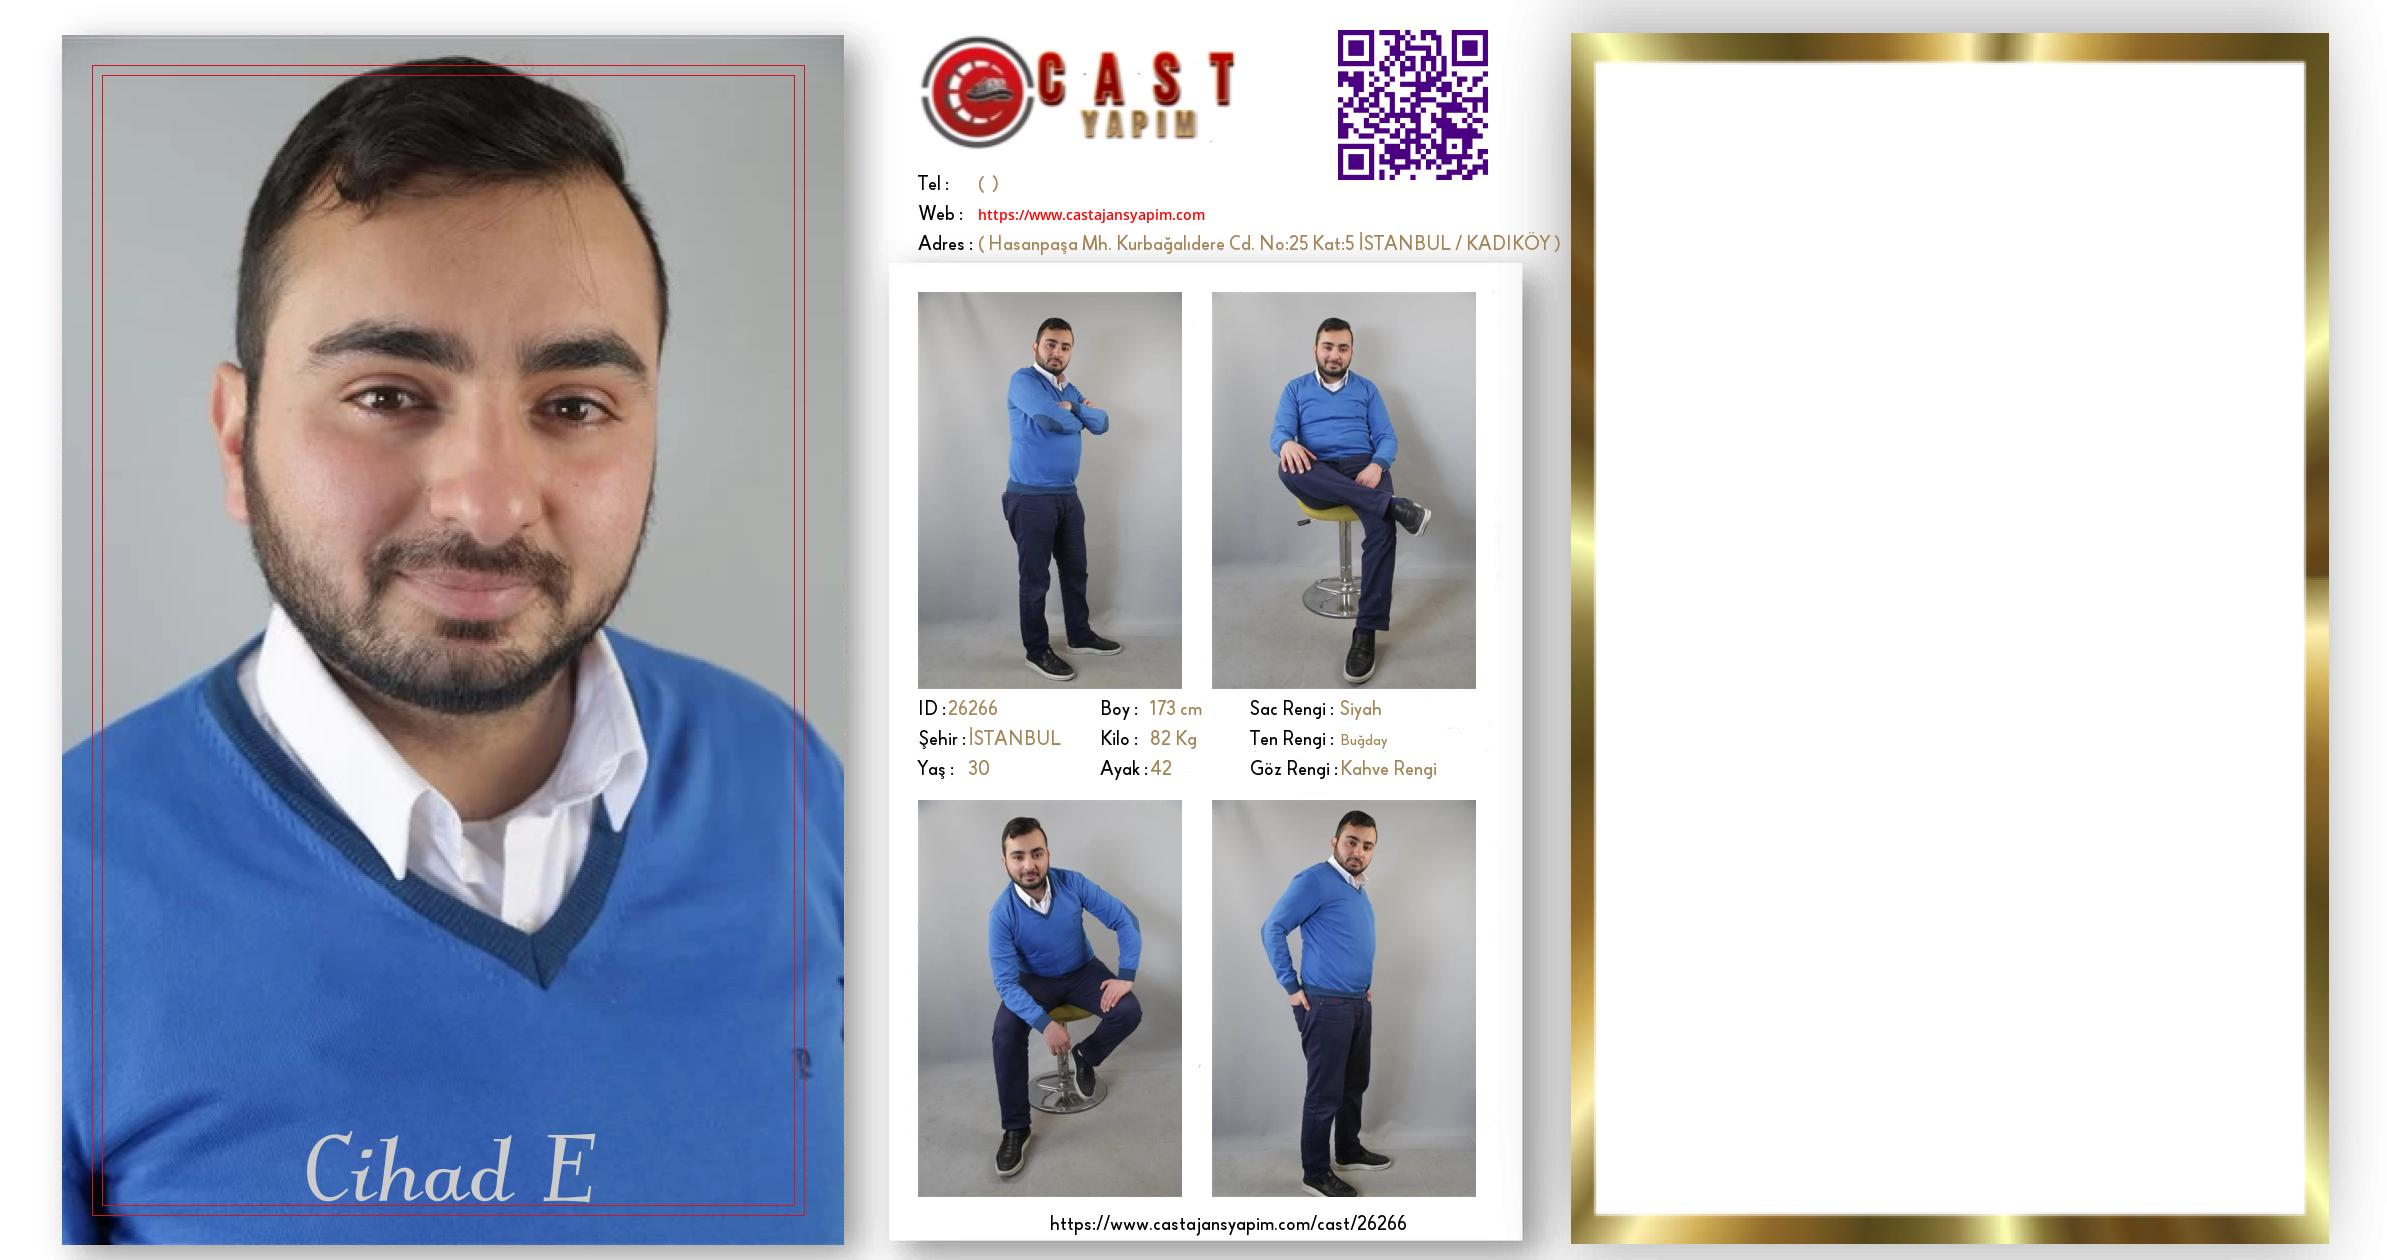 Cihad E
CAST
YAPIM
Tel : ( )
Web : https://www.castajansyapim.com
Adres : ( Hasanpaşa Mh. Kurbağalıdere Cd. No:25 Kat:5 İSTANBUL / KADIKÖY )
ID : 26266 Boy : 173 cm Sac Rengi : Siyah
Şehir : İSTANBUL Kilo : 82 Kg Ten Rengi : Buğday
Yaş : 30 Ayak : 42 Göz Rengi : Kahve Rengi
https://www.castajansyapim.com/cast/26266